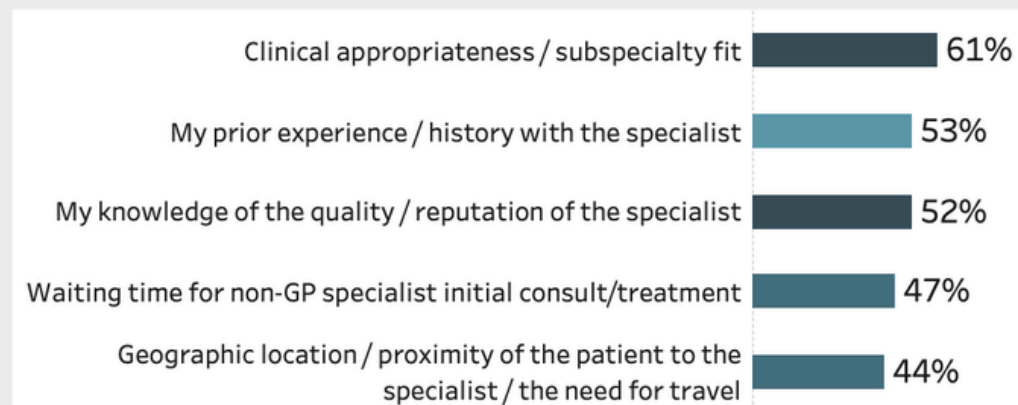 Clinical appropriateness / subspecialty fit 61%
My prior experience / history with the specialist 53%
My knowledge of the quality / reputation of the specialist 52%
Waiting time for non-GP specialist initial consult/treatment 47%
Geographic location / proximity of the patient to the
specialist / the need for travel 44%